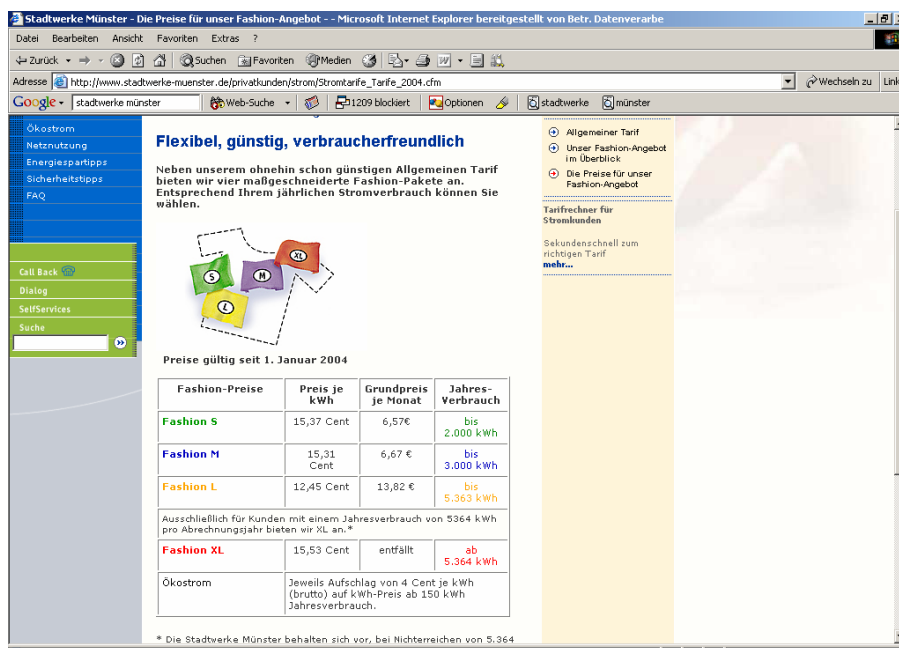 Stadtwerke Münster - Die Preise für unser Fashion-Angebot - - Microsoft Internet Explorer bereitgestellt von Betr. Datenverarbe
Datei Bearbeiten Ansicht Favoriten Extras ?
Zurück Suchen Favoriten Medien
Adresse http://www.stadtwerke-muenster.de/privatkunden/strom/Stromtarife_Tarife_2004.cfm Wechseln zu Link
Google stadtwerke münster Web-Suche 1209 blockiert Optionen stadtwerke münster
Ökostrom
Netznutzung
Energiespartipps
Sicherheitstipps
FAQ
Call Back
Dialog
SelfServices
Suche
Flexibel, günstig, verbraucherfreundlich
Neben unserem ohnehin schon günstigen Allgemeinen Tarif
bieten wir vier maßgeschneiderte Fashion-Pakete an.
Entsprechend Ihrem jährlichen Stromverbrauch können Sie
wählen.
XL
S M
L
Preise gültig seit 1. Januar 2004
Fashion-Preise Preis je Grundpreis Jahres-
kWh je Monat Verbrauch
Fashion S 15,37 Cent 6,57€ bis
2.000 kWh
Fashion M 15,31 6,67 € bis
Cent 3.000 kWh
Fashion L 12,45 Cent 13,82 € bis
5.363 kWh
Ausschließlich für Kunden mit einem Jahresverbrauch von 5364 kWh
pro Abrechnungsjahr bieten wir XL an.*
Fashion XL 15,53 Cent entfällt ab
5.364 kWh
Ökostrom Jeweils Aufschlag von 4 Cent je kWh
(brutto) auf kWh-Preis ab 150 kWh
Jahresverbrauch.
* Die Stadtwerke Münster behalten sich vor, bei Nichterreichen von 5.364
Allgemeiner Tarif
Unser Fashion-Angebot
im Überblick
Die Preise für unser
Fashion-Angebot
Tarifrechner für
Stromkunden
Sekundenschnell zum
richtigen Tarif
mehr...